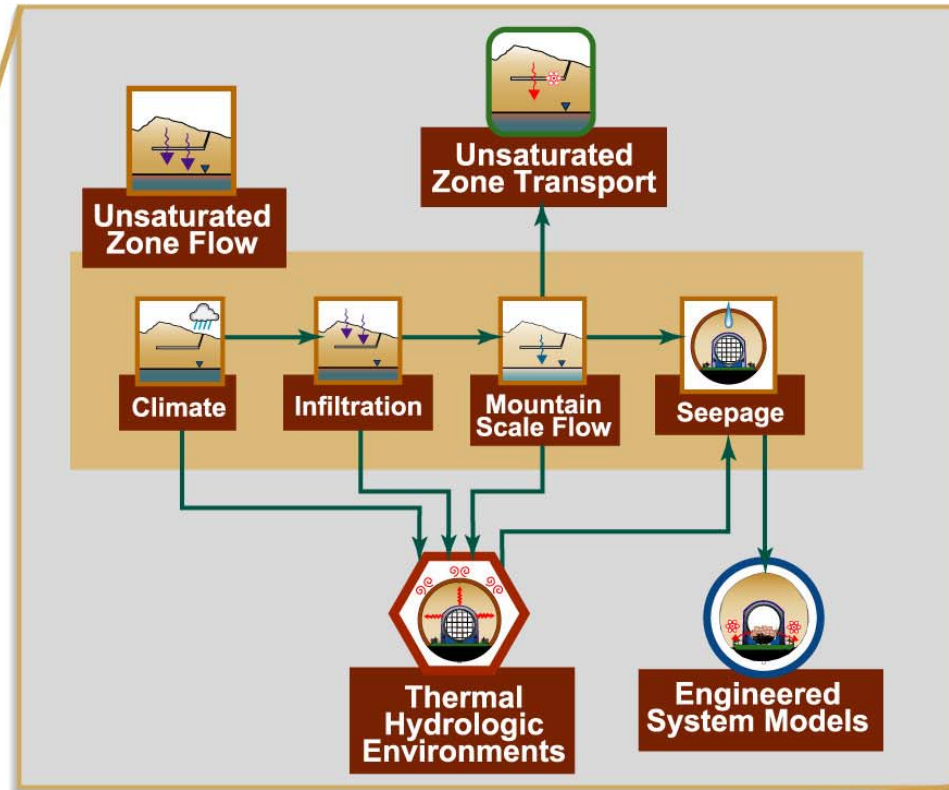 Unsaturated
Zone Transport
Unsaturated
Zone Flow
Climate
Infiltration
Mountain
Scale Flow
Seepage
Thermal
Hydrologic
Environments
Engineered
System Models